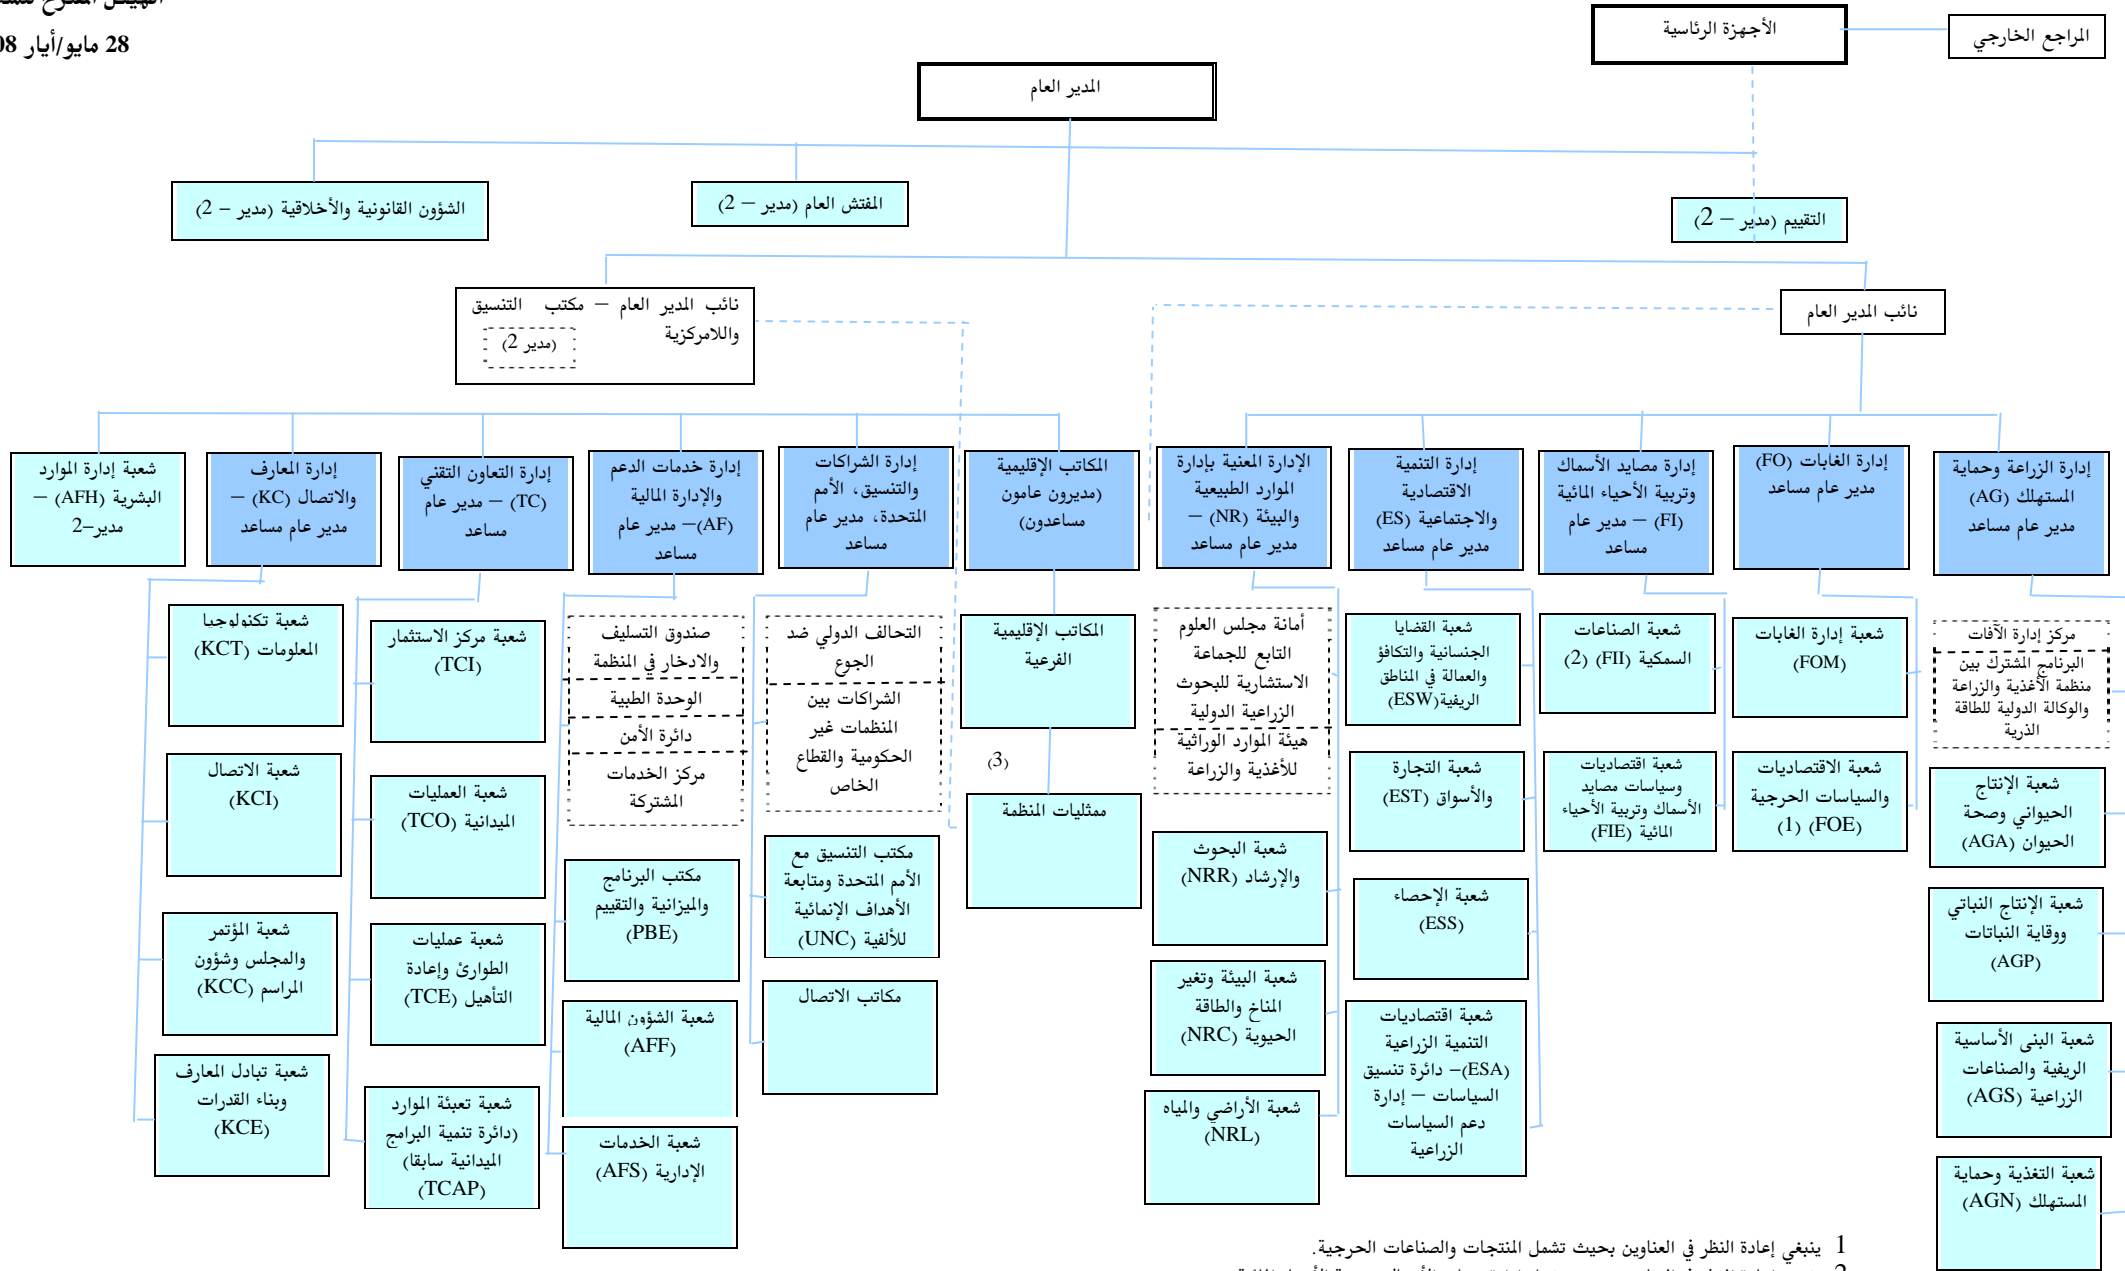 28 مايو/أيار
الأجهزة الرئاسية
المراجع الخارجي
المدير العام
الشؤون القانونية والأخلاقية (مدير – 2)
المفتش العام (مدير – 2)
التقييم (مدير – 2)
نائب المدير العام – مكتب التنسيق
واللامركزية
(مدير 2)
نائب المدير العام
إدارة الزراعة وحماية
المستهلك (AG)
مدير عام مساعد
إدارة الغابات (FO)
مدير عام مساعد
إدارة مصايد الأسماك
وتربية الأحياء المائية
(FI) – مدير عام
مساعد
إدارة التنمية
الاقتصادية
والاجتماعية (ES)
مدير عام مساعد
الإدارة المعنية بإدارة
الموارد الطبيعية
والبيئة (NR) –
مدير عام مساعد
المكاتب الإقليمية
(مديرون عامون
مساعدون)
إدارة الشراكات
والتنسيق، الأمم
المتحدة، مدير عام
مساعد
إدارة خدمات الدعم
والإدارة المالية
(AF)– مدير عام
مساعد
إدارة التعاون التقني
(TC) – مدير عام
مساعد
إدارة المعارف
والاتصال (KC) –
مدير عام مساعد
شعبة إدارة الموارد
البشرية (AFH) –
مدير–2
مركز إدارة الآفات
البرنامج المشترك بين
منظمة الأغذية والزراعة
والوكالة الدولية للطاقة
الذرية
شعبة الإنتاج
الحيواني وصحة
الحيوان (AGA)
شعبة الإنتاج النباتي
ووقاية النباتات
(AGP)
شعبة البنى الأساسية
الريفية والصناعات
الزراعية (AGS)
شعبة التغذية وحماية
المستهلك (AGN)
شعبة إدارة الغابات
(FOM)
شعبة الاقتصاديات
والسياسات الحرجية
(FOE) (1)
شعبة الصناعات
السمكية (FII) (2)
شعبة اقتصاديات
وسياسات مصايد
الأسماك وتربية الأحياء
المائية (FIE)
شعبة القضايا
الجنسانية والتكافؤ
والعمالة في المناطق
الريفية(ESW)
شعبة التجارة
والأسواق (EST)
شعبة الإحصاء
(ESS)
شعبة اقتصاديات
التنمية الزراعية
(ESA)– دائرة تنسيق
السياسات – إدارة
دعم السياسات
الزراعية
أمانة مجلس العلوم
التابع للجماعة
الاستشارية للبحوث
الزراعية الدولية
هيئة الموارد الوراثية
للأغذية والزراعة
شعبة البحوث
والإرشاد (NRR)
شعبة البيئة وتغير
المناخ والطاقة
الحيوية (NRC)
شعبة الأراضي والمياه
(NRL)
المكاتب الإقليمية
الفرعية
(3)
ممثليات المنظمة
التحالف الدولي ضد
الجوع
الشراكات بين
المنظمات غير
الحكومية والقطاع
الخاص
مكتب التنسيق مع
الأمم المتحدة ومتابعة
الأهداف الإنمائية
للألفية (UNC)
مكاتب الاتصال
صندوق التسليف
والادخار في المنظمة
الوحدة الطبية
دائرة الأمن
مركز الخدمات
المشتركة
مكتب البرنامج
والميزانية والتقييم
(PBE)
شعبة الشؤون المالية
(AFF)
شعبة الخدمات
الإدارية (AFS)
شعبة مركز الاستثمار
(TCI)
شعبة العمليات
الميدانية (TCO)
شعبة عمليات
الطوارئ وإعادة
التأهيل (TCE)
شعبة تعبئة الموارد
(دائرة تنمية البرامج
الميدانية سابقا)
(TCAP)
شعبة تكنولوجيا
المعلومات (KCT)
شعبة الاتصال
(KCI)
شعبة المؤتمر
والمجلس وشؤون
المراسم (KCC)
شعبة تبادل المعارف
وبناء القدرات
(KCE)
1 ينبغي إعادة النظر في العناوين بحيث تشمل المنتجات والصناعات الحرجية.